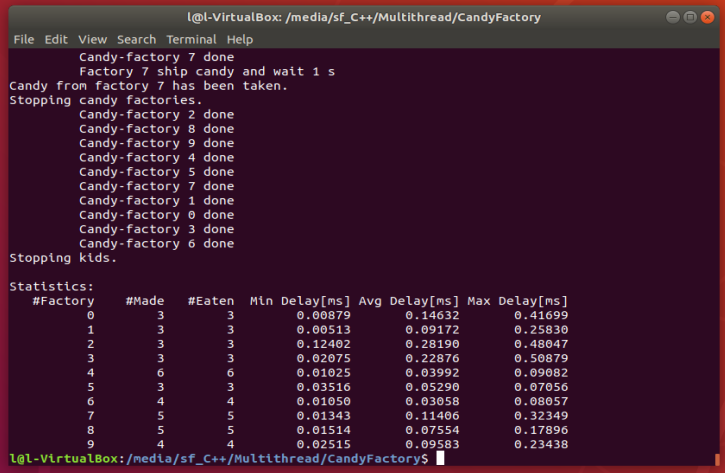 l@l-VirtualBox: /media/sf_C++/Multithread/CandyFactory
File Edit View Search Terminal Help
Candy-factory 7 done
Factory 7 ship candy and wait 1 s
Candy from factory 7 has been taken.
Stopping candy factories.
Candy-factory 2 done
Candy-factory 8 done
Candy-factory 9 done
Candy-factory 4 done
Candy-factory 5 done
Candy-factory 7 done
Candy-factory 1 done
Candy-factory 0 done
Candy-factory 3 done
Candy-factory 6 done
Stopping kids.
Statistics:
#Factory #Made #Eaten Min Delay[ms] Avg Delay[ms] Max Delay[ms]
0 3 3 0.00879 0.14632 0.41699
1 3 3 0.00513 0.09172 0.25830
2 3 3 0.12402 0.28190 0.48047
3 3 3 0.02075 0.22876 0.50879
4 6 6 0.01025 0.03992 0.09082
5 3 3 0.03516 0.05290 0.07056
6 4 4 0.01050 0.03058 0.08057
7 5 5 0.01343 0.11406 0.32349
8 5 5 0.01514 0.07554 0.17896
9 4 4 0.02515 0.09583 0.23438
l@l-VirtualBox:/media/sf_C++/Multithread/CandyFactory$